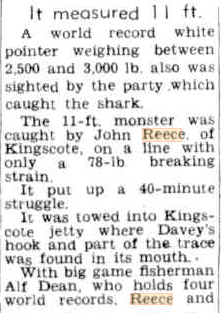 It measured 11 ft.
A world record white
pointer weighing between
2,500 and 3,000 lb. also was
sighted by the party which
caught the shark.
The 11-ft. monster was
caught by John Reece, of
Kingscote, on a line with
only a 78-lb breaking
strain.
It put up a 40-minute
struggle.
It was towed into Kings-
cote jetty where Davey's
hook and part of the trace
was found in its mouth.
With big game fisherman
Alf Dean, who holds four
world records, Reece and